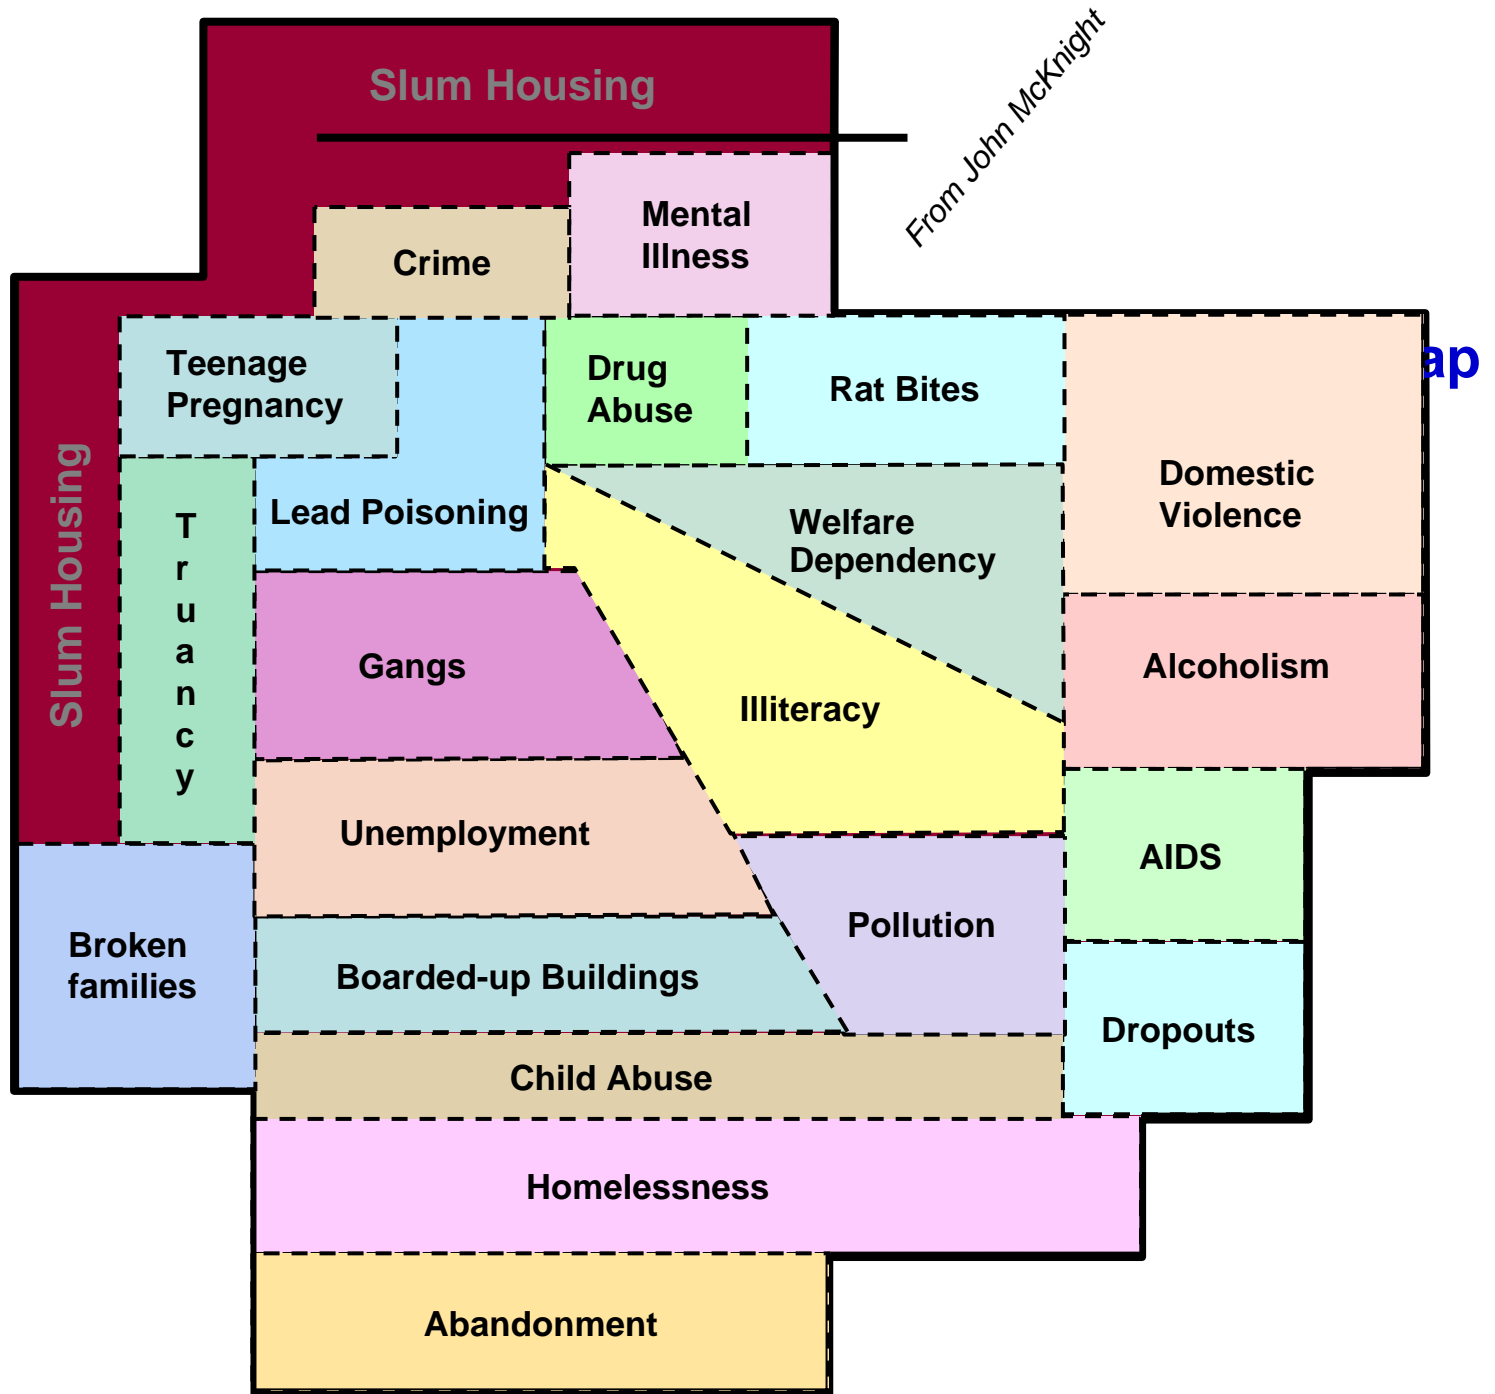 Slum Housing
From John McKnight
Mental
Illness
Crime
ap
Teenage
Pregnancy
Drug
Abuse
Rat Bites
Domestic
Violence
Slum Housing
T
r
u
a
n
c
y
Lead Poisoning
Welfare
Dependency
Gangs
Illiteracy
Alcoholism
Unemployment
AIDS
Broken
families
Boarded-up Buildings
Pollution
Dropouts
Child Abuse
Homelessness
Abandonment